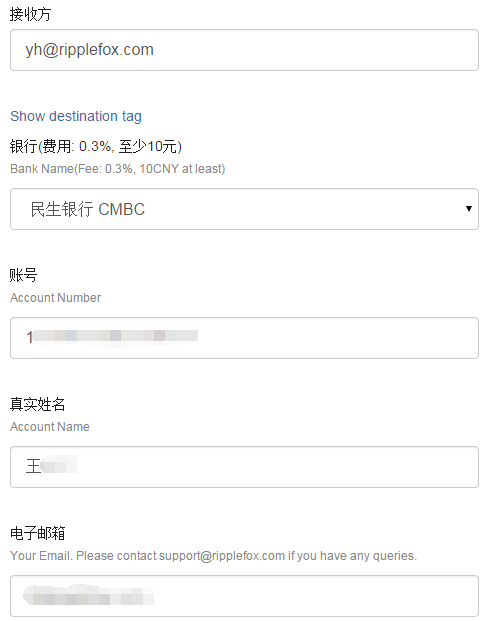 接收方
yh@ripplefox.com
Show destination tag
银行(费用: 0.3%, 至少10元)
Bank Name(Fee: 0.3%, 10CNY at least)
民生银行 CMBC
账号
Account Number
1
真实姓名
Account Name
王
电子邮箱
Your Email. Please contact support@ripplefox.com if you have any queries.